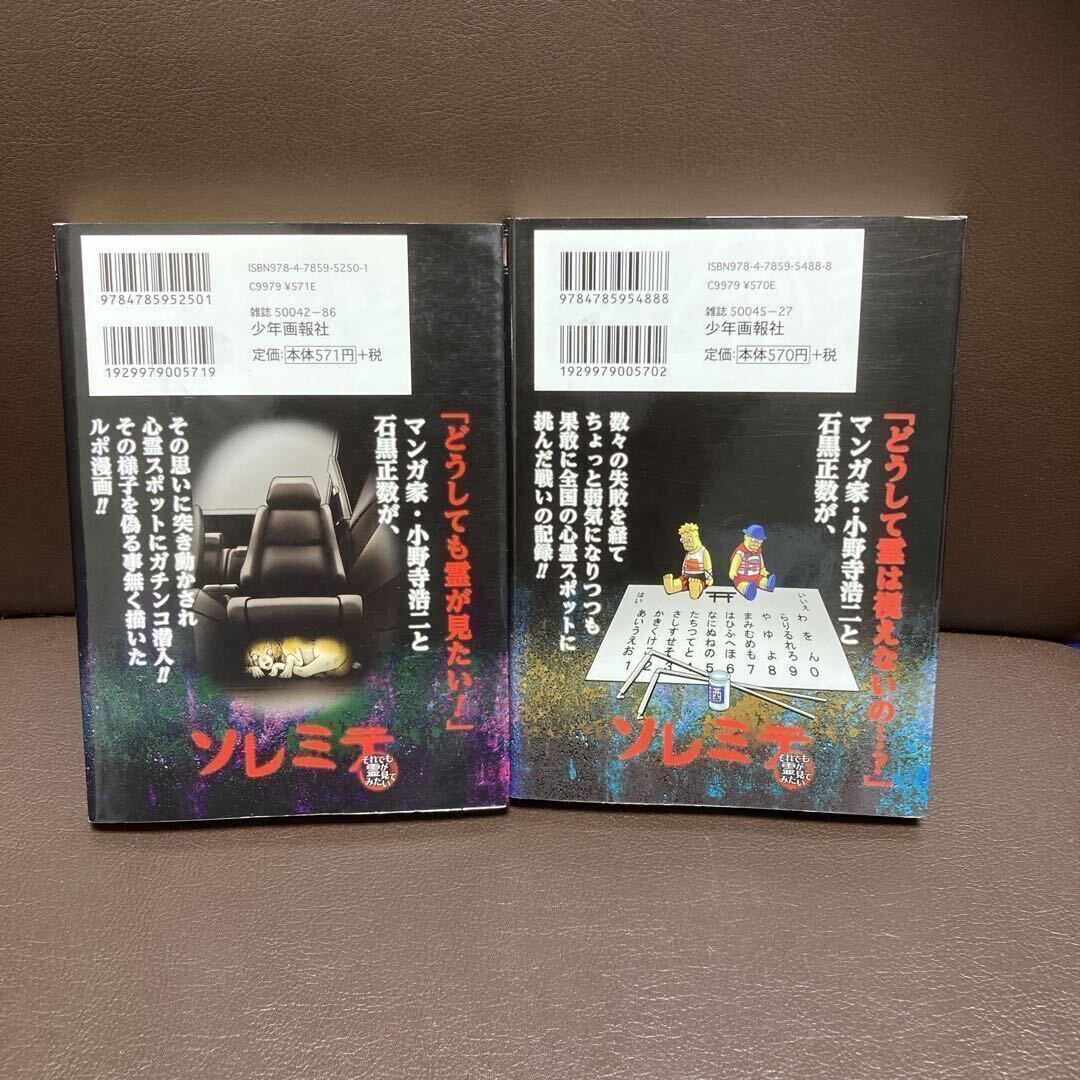 9784785952501
ISBN978-4-7859-5250-1
C9979 ¥571E
1929979005719
雑誌 50042-86
少年画報社
定価:本体571円+税
「どうしても霊が見たい!」
マンガ家・小野寺浩二と
石黒正数が、
その思いに突き動かされ
心霊スポットにガチンコ潜入!!
その様子を偽る事無く描いた
ルポ漫画!!
ソレミテ
それでも
霊が見て
みたい
9784785954888
ISBN978-4-7859-5488-8
C9979 ¥570E
1929979005702
雑誌 50045-27
少年画報社
定価:本体570円+税
「どうして霊は視えないの…?」
マンガ家・小野寺浩二と
石黒正数が、
数々の失敗を経て
ちょっと弱気になりつつも
果敢に全国の心霊スポットに
挑んだ戦いの記録!!
いいえ
わをん0
らりるれろ9
やゆよ8
まみむめも7
はひふへほ6
なにぬねの5
たちつてと
さしすせそ3
かきくけこ2
あいうえお1
はい
酒
ソレミテ
それでも
霊が見て
みたい